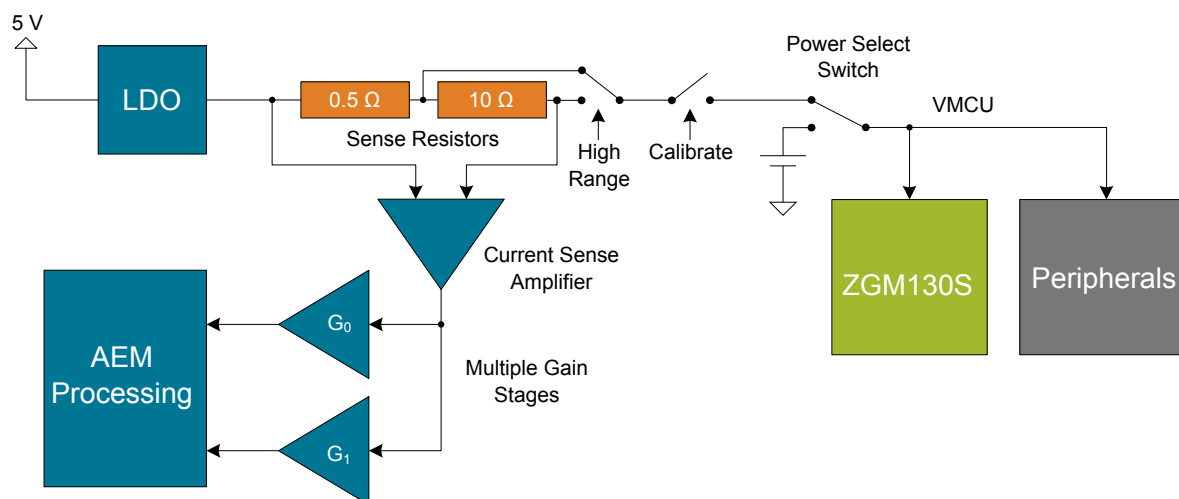 5 V
LDO
0.5 Ω
10 Ω
Sense Resistors
High
Range
Calibrate
Power Select
Switch
VMCU
Current Sense
Amplifier
ZGM130S
Peripherals
AEM
Processing
G0
Multiple Gain
Stages
G1